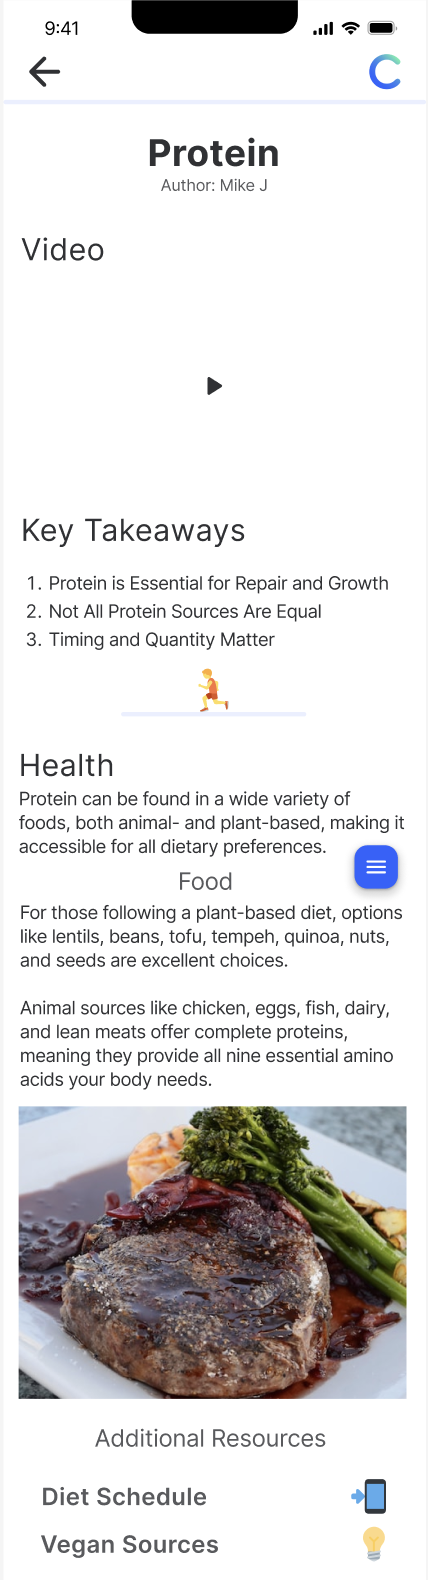 9:41
Protein
Author: Mike J
Video
Key Takeaways
1. Protein is Essential for Repair and Growth
2. Not All Protein Sources Are Equal
3. Timing and Quantity Matter
Health
Protein can be found in a wide variety of
foods, both animal- and plant-based, making it
accessible for all dietary preferences.
Food
For those following a plant-based diet, options
like lentils, beans, tofu, tempeh, quinoa, nuts,
and seeds are excellent choices.
Animal sources like chicken, eggs, fish, dairy,
and lean meats offer complete proteins,
meaning they provide all nine essential amino
acids your body needs.
Additional Resources
Diet Schedule
Vegan Sources